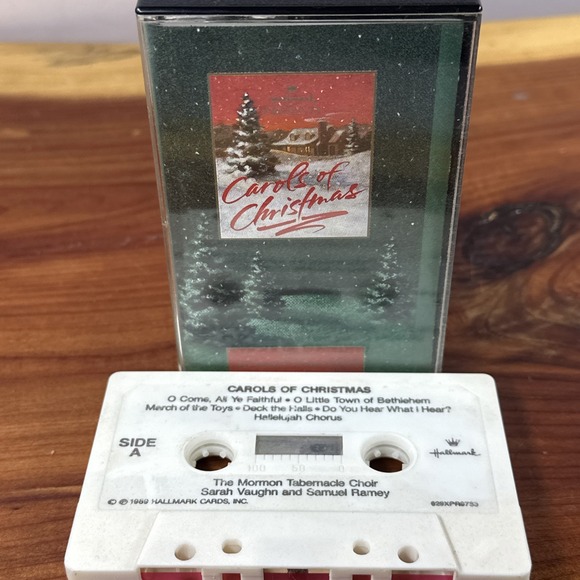 Carols of
Christmas
CAROLS OF CHRISTMAS
O Come, All Ye Faithful • O Little Town of Bethlehem
March of the Toys • Deck the Halls • Do You Hear What I Hear?
Hallelujah Chorus
SIDE
A
Hallmark
100 50 0
The Mormon Tabernacle Choir
Sarah Vaughn and Samuel Ramey
© ℗ 1989 HALLMARK CARDS, INC.